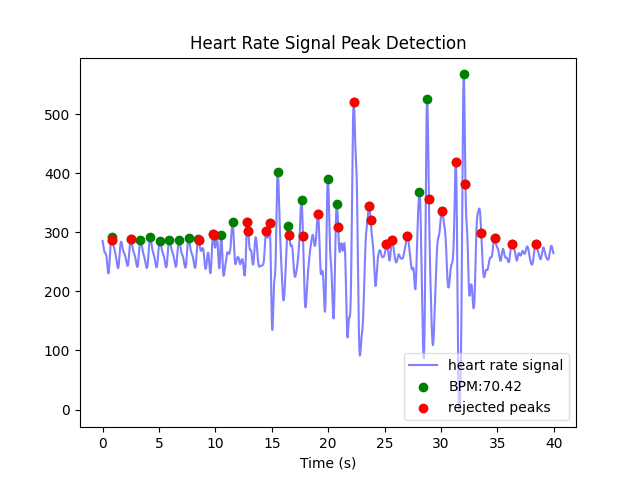 Heart Rate Signal Peak Detection
500
400
300
200
100
0
heart rate signal
BPM:70.42
rejected peaks
0 5 10 15 20 25 30 35 40
Time (s)